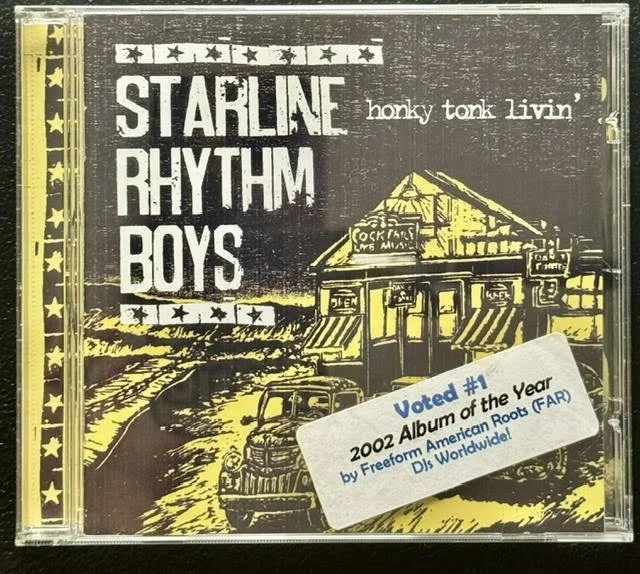 STARLINE
RHYTHM
BOYS
honky tonk livin'
COCKTAILS
LIVE MUSIC
OPEN
Voted #1
2002 Album of the Year
by Freeform American Roots (FAR)
DJs Worldwide!